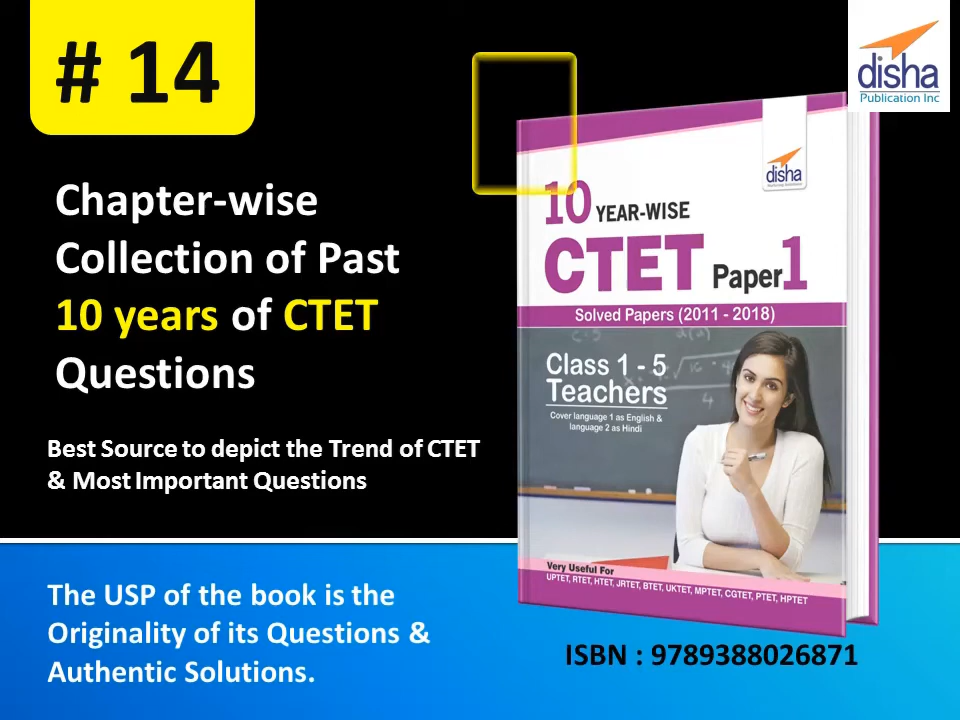 # 14
disha
Publication Inc
Chapter-wise
Collection of Past
10 years of CTET
Questions
Best Source to depict the Trend of CTET
& Most Important Questions
The USP of the book is the
Originality of its Questions &
Authentic Solutions.
disha
10 YEAR-WISE
CTET Paper1
Solved Papers (2011 - 2018)
Class 1 - 5
Teachers
Cover language 1 as English &
language 2 as Hindi
Very Useful For
UPTET, RTET, HTET, JRTET, BTET, UKTET, MPTET, CGTET, PTET, HPTET
ISBN : 9789388026871